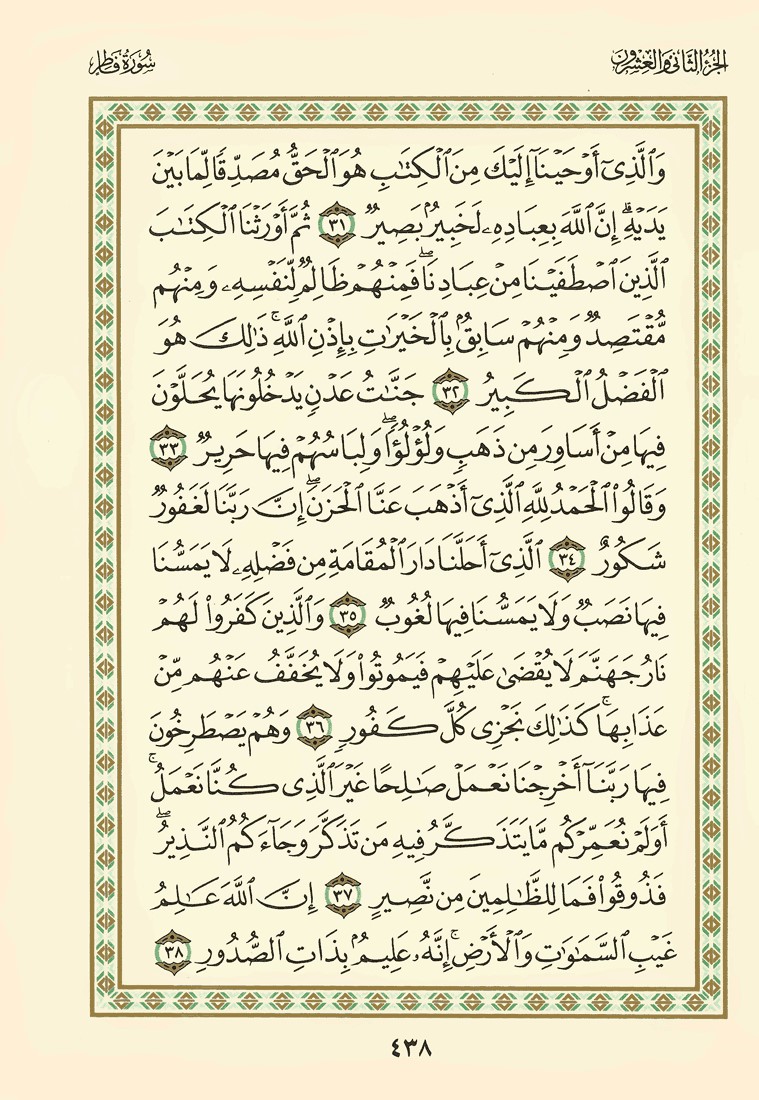 الجزء الثاني والعشرون
سورة فاطر
وَٱلَّذِىٓ أَوْحَيْنَآ إِلَيْكَ مِنَ ٱلْكِتَـٰبِ هُوَ ٱلْحَقُّ مُصَدِّقًا لِّمَا بَيْنَ
يَدَيْهِ ۗ إِنَّ ٱللَّهَ بِعِبَادِهِۦ لَخَبِيرٌۢ بَصِيرٌ ٣١ ثُمَّ أَوْرَثْنَا ٱلْكِتَـٰبَ
ٱلَّذِينَ ٱصْطَفَيْنَا مِنْ عِبَادِنَا ۖ فَمِنْهُمْ ظَالِمٌ لِّنَفْسِهِۦ وَمِنْهُم
مُّقْتَصِدٌ وَمِنْهُمْ سَابِقٌۢ بِٱلْخَيْرَٰتِ بِإِذْنِ ٱللَّهِ ۚ ذَٰلِكَ هُوَ
ٱلْفَضْلُ ٱلْكَبِيرُ ٣٢ جَنَّـٰتُ عَدْنٍ يَدْخُلُونَهَا يُحَلَّوْنَ
فِيهَا مِنْ أَسَاوِرَ مِن ذَهَبٍ وَلُؤْلُؤًا ۖ وَلِبَاسُهُمْ فِيهَا حَرِيرٌ ٣٣
وَقَالُوا۟ ٱلْحَمْدُ لِلَّهِ ٱلَّذِىٓ أَذْهَبَ عَنَّا ٱلْحَزَنَ ۖ إِنَّ رَبَّنَا لَغَفُورٌ
شَكُورٌ ٣٤ ٱلَّذِىٓ أَحَلَّنَا دَارَ ٱلْمُقَامَةِ مِن فَضْلِهِۦ لَا يَمَسُّنَا
فِيهَا نَصَبٌ وَلَا يَمَسُّنَا فِيهَا لُغُوبٌ ٣٥ وَٱلَّذِينَ كَفَرُوا۟ لَهُمْ
نَارُ جَهَنَّمَ لَا يُقْضَىٰ عَلَيْهِمْ فَيَمُوتُوا۟ وَلَا يُخَفَّفُ عَنْهُم مِّنْ
عَذَابِهَا ۚ كَذَٰلِكَ نَجْزِى كُلَّ كَفُورٍ ٣٦ وَهُمْ يَصْطَرِخُونَ
فِيهَا رَبَّنَآ أَخْرِجْنَا نَعْمَلْ صَـٰلِحًا غَيْرَ ٱلَّذِى كُنَّا نَعْمَلُ ۚ
أَوَلَمْ نُعَمِّرْكُم مَّا يَتَذَكَّرُ فِيهِ مَن تَذَكَّرَ وَجَآءَكُمُ ٱلنَّذِيرُ ۖ
فَذُوقُوا۟ فَمَا لِلظَّـٰلِمِينَ مِن نَّصِيرٍ ٣٧ إِنَّ ٱللَّهَ عَـٰلِمُ
غَيْبِ ٱلسَّمَـٰوَٰتِ وَٱلْأَرْضِ ۚ إِنَّهُۥ عَلِيمٌۢ بِذَاتِ ٱلصُّدُورِ ٣٨
٤٣٨